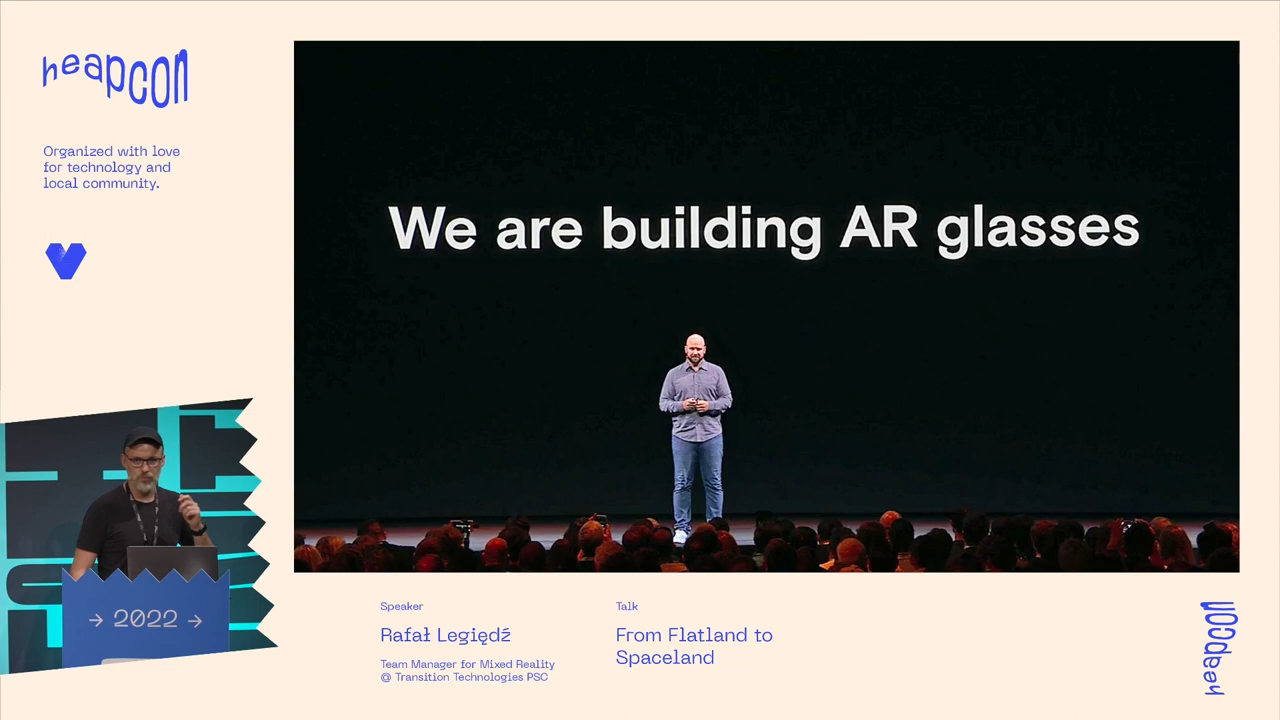 heapcon
Organized with love
for technology and
local community.
We are building AR glasses
→ 2022 →
Speaker
Rafał Legiędź
Team Manager for Mixed Reality
@ Transition Technologies PSC
Talk
From Flatland to
Spaceland
heapcon